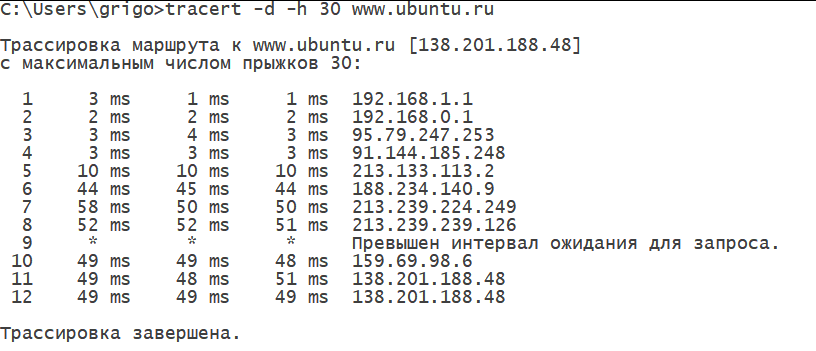 C:\Users\grigo>tracert -d -h 30 www.ubuntu.ru
Трассировка маршрута к www.ubuntu.ru [138.201.188.48]
с максимальным числом прыжков 30:
1 3 ms 1 ms 1 ms 192.168.1.1
2 2 ms 2 ms 2 ms 192.168.0.1
3 3 ms 4 ms 3 ms 95.79.247.253
4 3 ms 3 ms 3 ms 91.144.185.248
5 10 ms 10 ms 10 ms 213.133.113.2
6 44 ms 45 ms 44 ms 188.234.140.9
7 58 ms 50 ms 50 ms 213.239.224.249
8 52 ms 52 ms 51 ms 213.239.239.126
9 * * * Превышен интервал ожидания для запроса.
10 49 ms 49 ms 48 ms 159.69.98.6
11 49 ms 48 ms 51 ms 138.201.188.48
12 49 ms 49 ms 49 ms 138.201.188.48
Трассировка завершена.